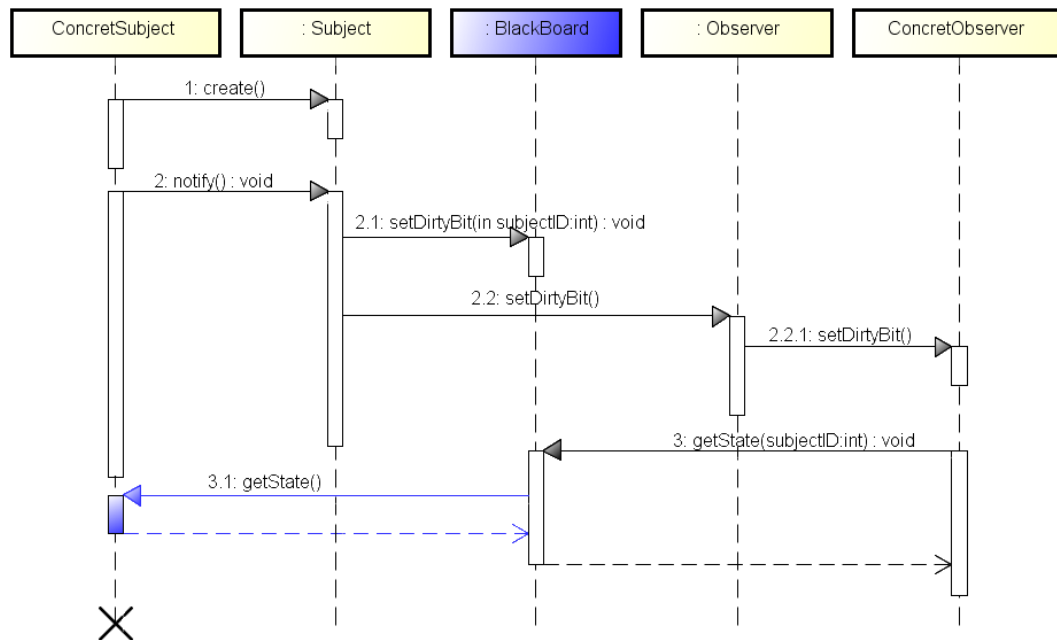 ConcretSubject
: Subject
: BlackBoard
: Observer
ConcretObserver
1: create()
2: notify() : void
2.1: setDirtyBit(in subjectID:int) : void
2.2: setDirtyBit()
2.2.1: setDirtyBit()
3: getState(subjectID:int) : void
3.1: getState()